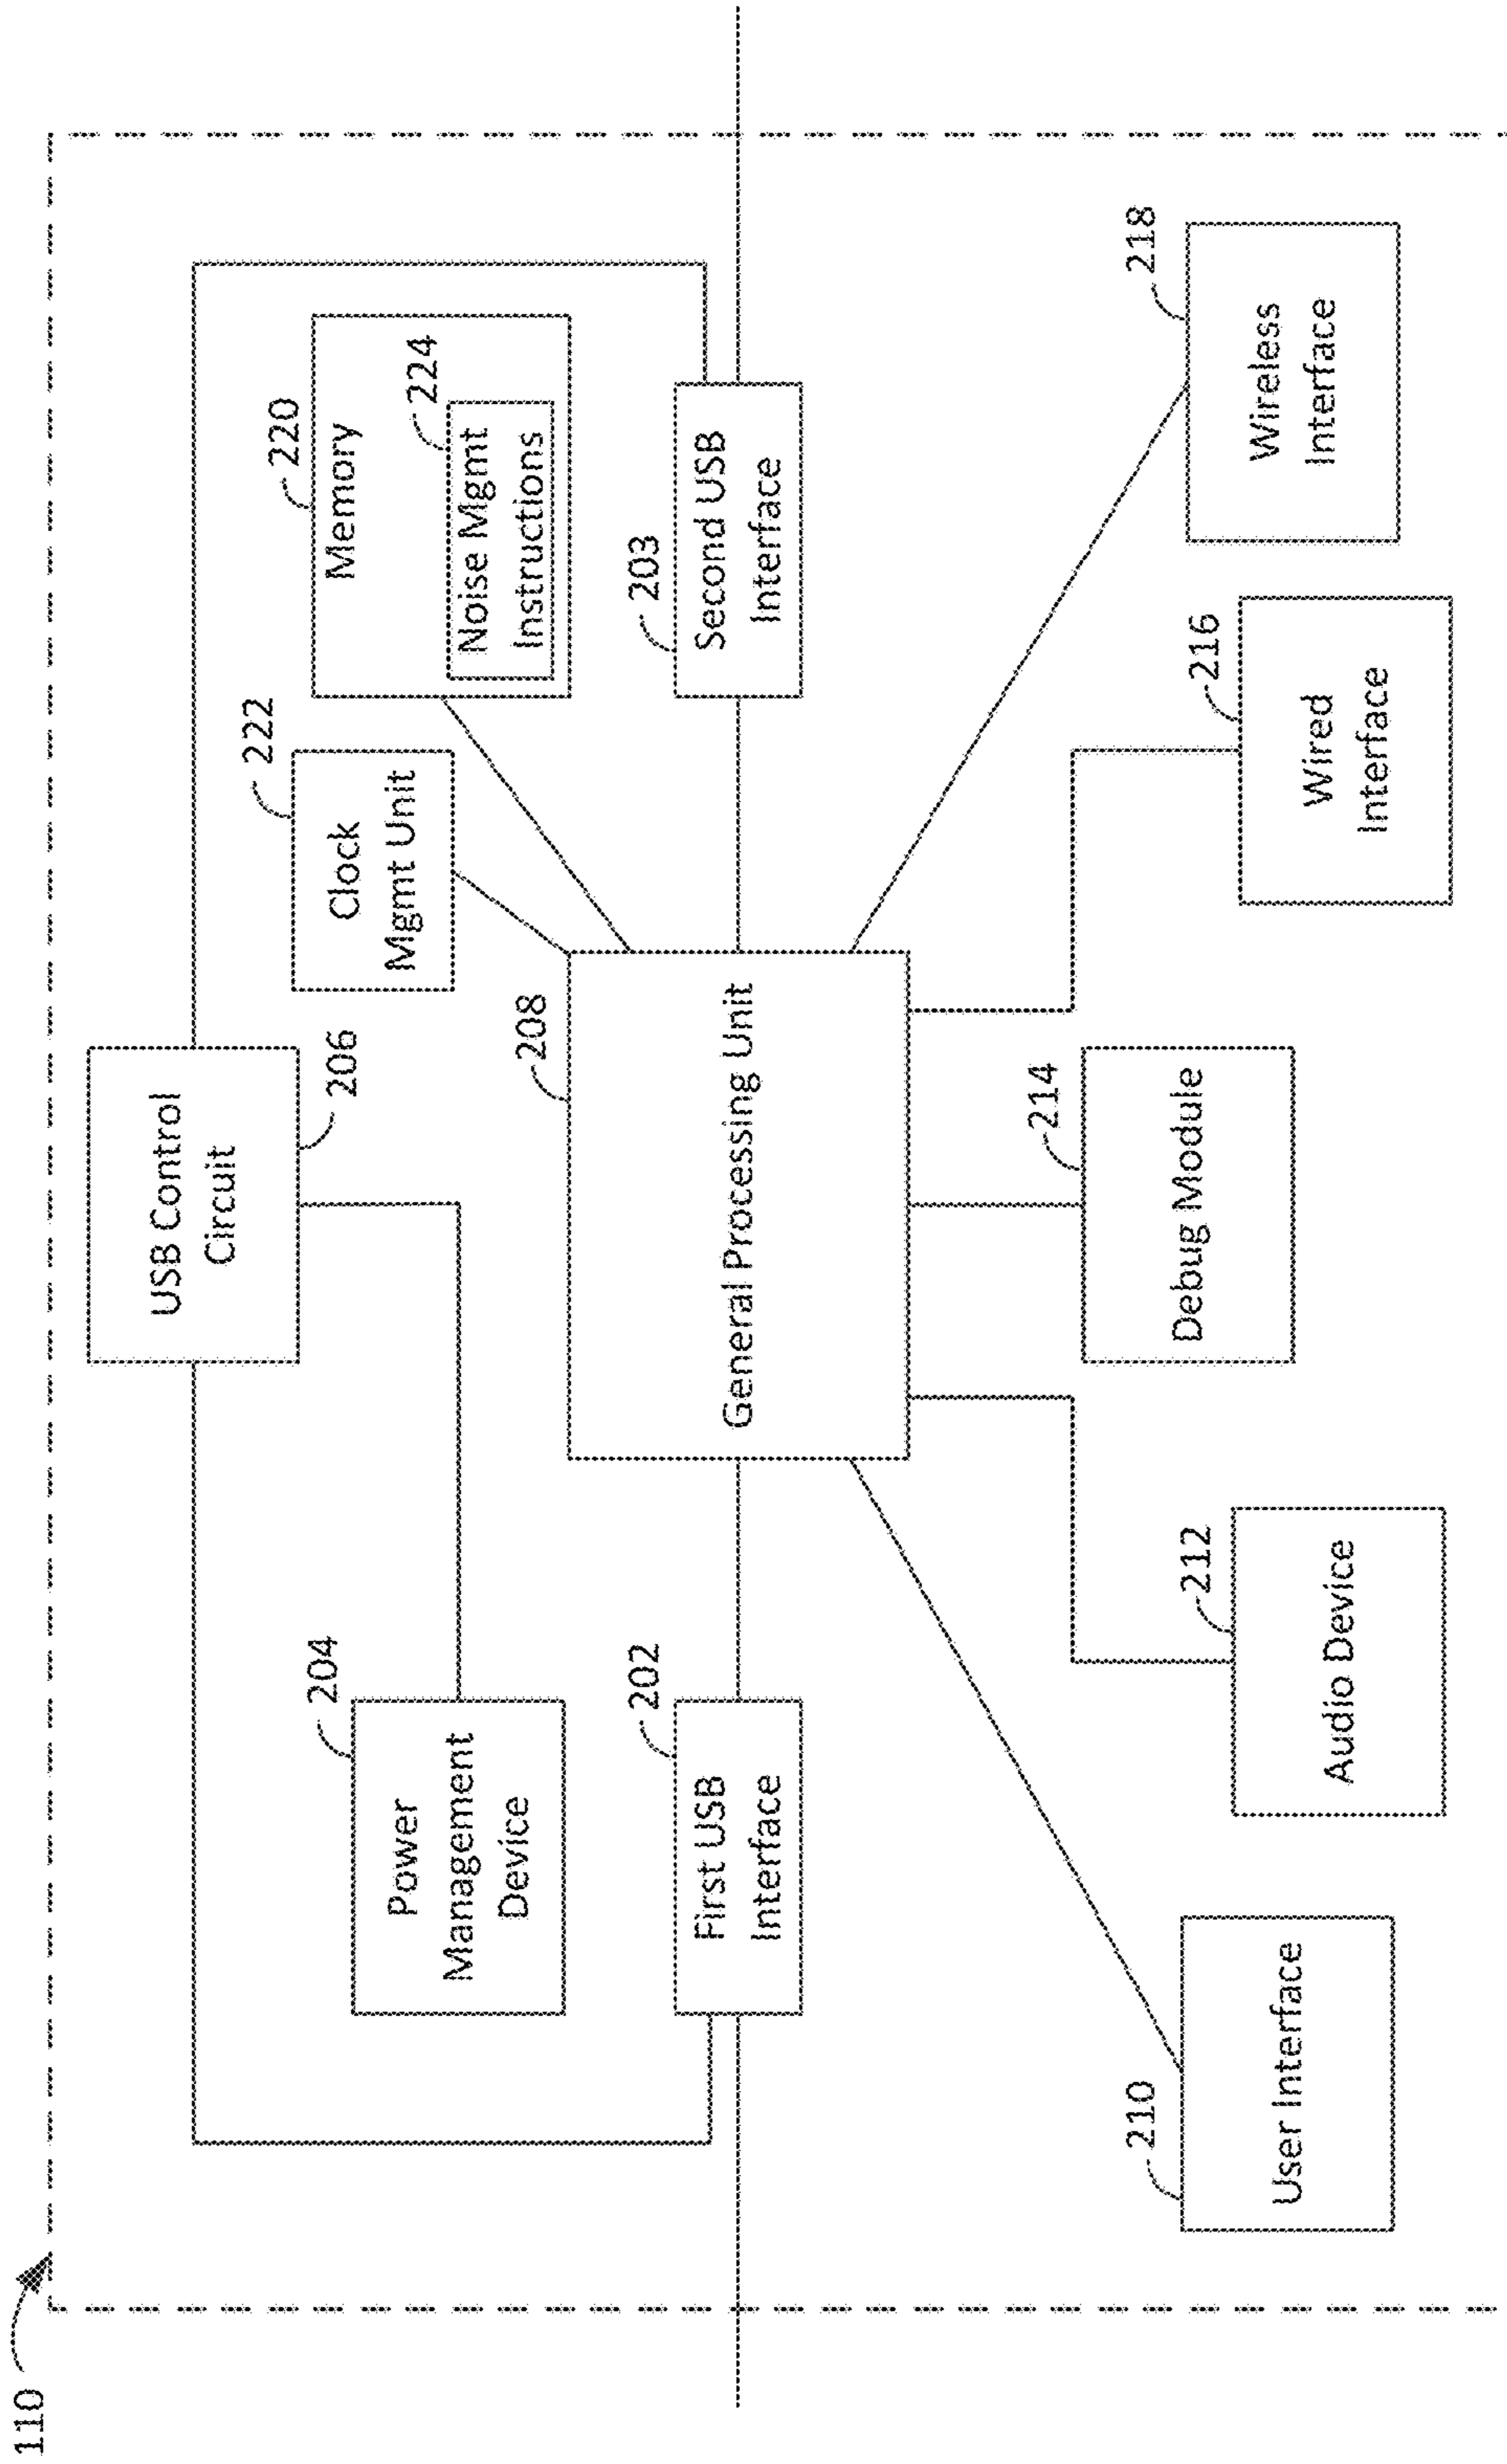 110
USB Control
Circuit
206
204
Power
Management
Device
222
Clock
Mgmt Unit
220
Memory
224
Noise Mgmt
Instructions
208
General Processing Unit
202
First USB
Interface
203
Second USB
Interface
210
User Interface
212
Audio Device
214
Debug Module
216
Wired
Interface
218
Wireless
Interface